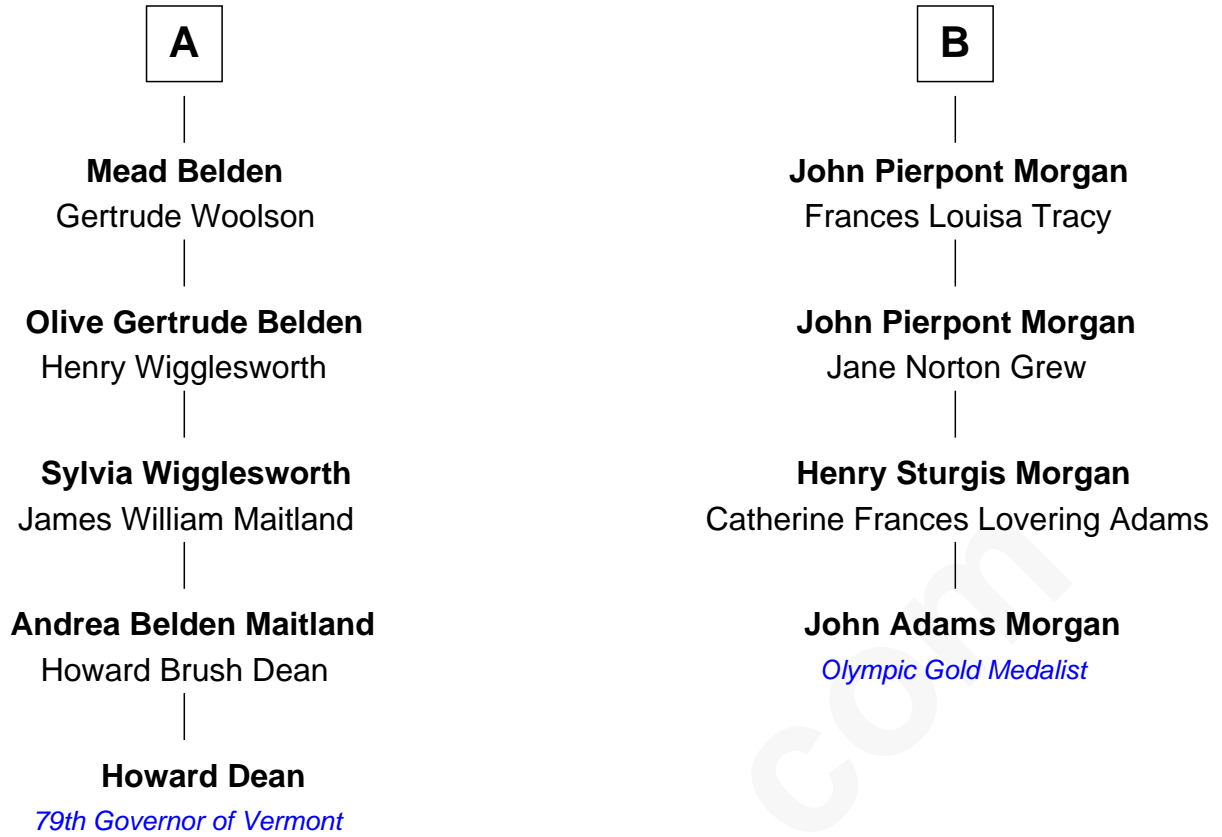 A
Mead Belden
Gertrude Woolson
Olive Gertrude Belden
Henry Wigglesworth
Sylvia Wigglesworth
James William Maitland
Andrea Belden Maitland
Howard Brush Dean
Howard Dean
79th Governor of Vermont
B
John Pierpont Morgan
Frances Louisa Tracy
John Pierpont Morgan
Jane Norton Grew
Henry Sturgis Morgan
Catherine Frances Lovering Adams
John Adams Morgan
Olympic Gold Medalist
com